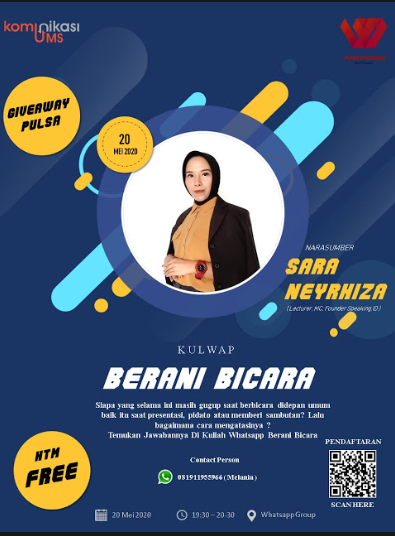 komunikasi
UMS
GIVEAWAY
PULSA
20
MEI 2020
NARASUMBER
SARA
NEYRHIZA
(Lecturer, MC, Founder Speaking.ID)
KULWAP
BERANI BICARA
Siapa yang selama ini masih gugup saat berbicara didepan umum
baik itu saat presentasi, pidato atau memberi sambutan? Lalu
bagaimana cara mengatasinya ?
Temukan Jawabannya Di Kuliah Whatsapp Berani Bicara
PENDAFTARAN
HTM
FREE
Contact Person
081911955966 ( Melania )
SCAN HERE
20 Mei 2020
19:30 – 20-30
Whatsapp Group